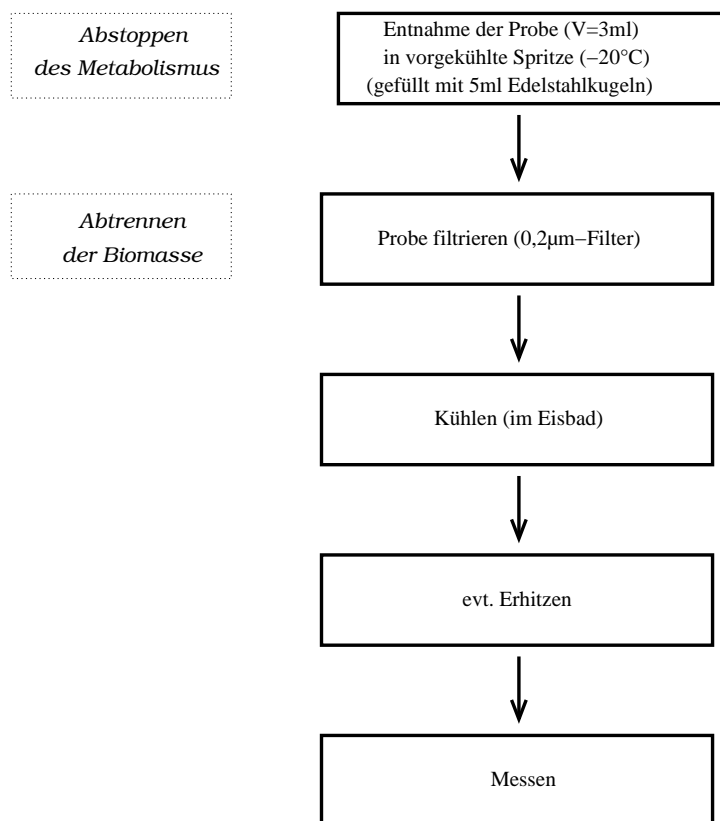 Abstoppen
des Metabolismus
Entnahme der Probe (V=3ml)
in vorgekühlte Spritze (−20°C)
(gefüllt mit 5ml Edelstahlkugeln)
Abtrennen
der Biomasse
Probe filtrieren (0,2µm−Filter)
Kühlen (im Eisbad)
evt. Erhitzen
Messen